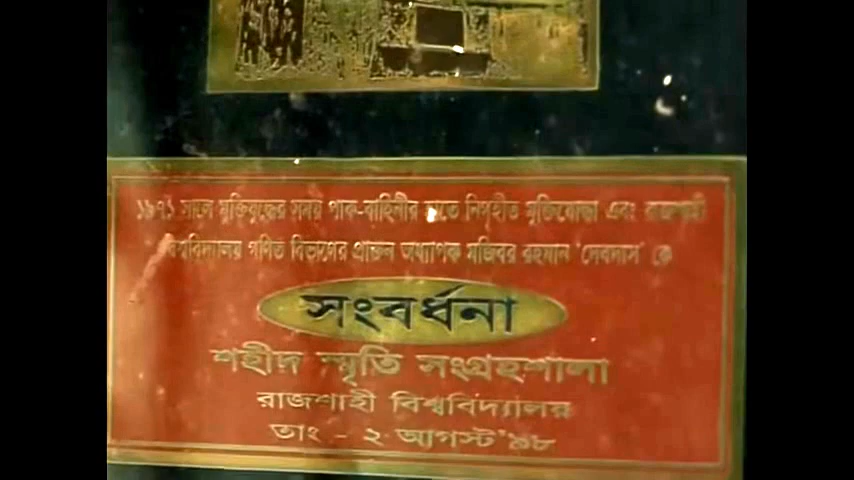 ১৯৭১ সালে মুক্তিযুদ্ধের সময় পাক-বাহিনীর হাতে নিগৃহীত মুক্তিযোদ্ধা এবং রাজশাহী
বিশ্ববিদ্যালয় গণিত বিভাগের প্রাক্তন অধ্যাপক মজিবর রহমান 'দেবদাস' কে
সংবর্ধনা
শহীদ স্মৃতি সংগ্রহশালা
রাজশাহী বিশ্ববিদ্যালয়
তাং - ২ আগস্ট '৯৮